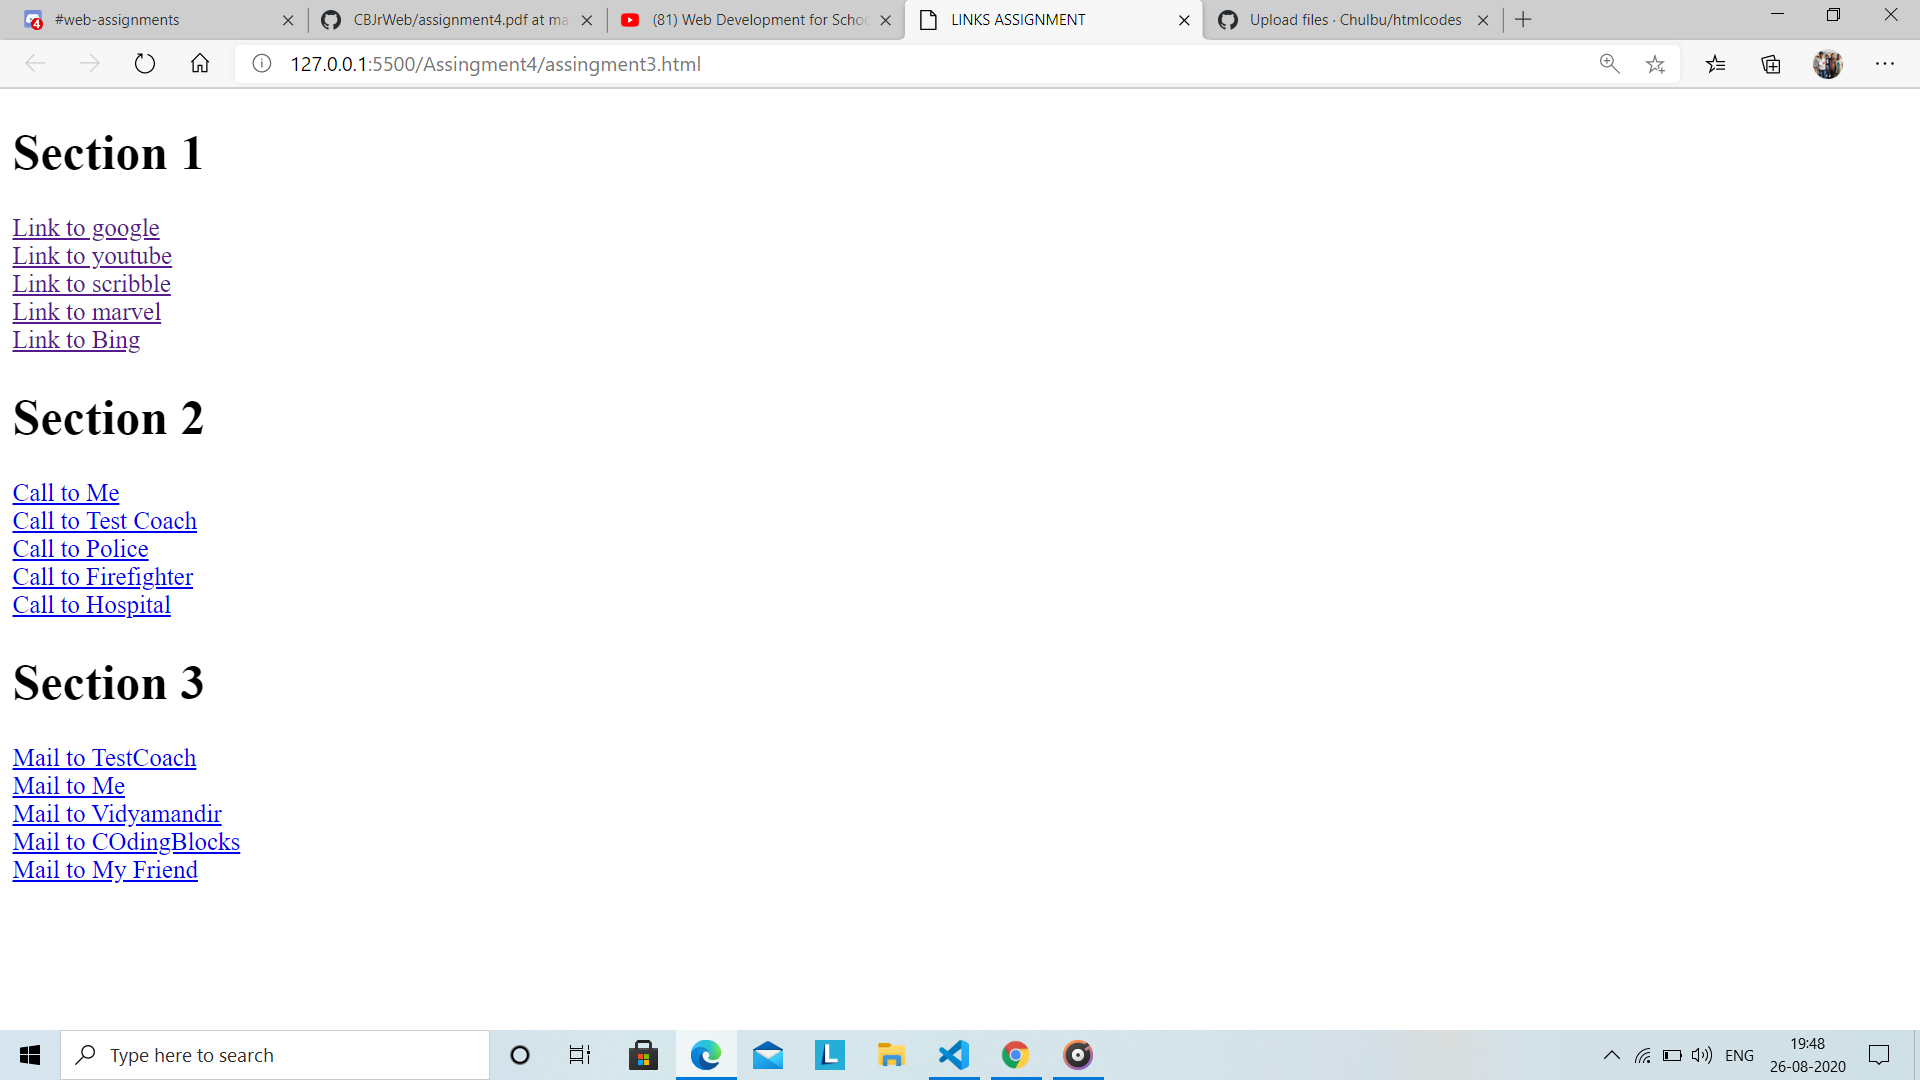 #web-assignments
CBJrWeb/assignment4.pdf at ma
(81) Web Development for Schoo
LINKS ASSIGNMENT
Upload files · Chulbu/htmlcodes
127.0.0.1:5500/Assingment4/assingment3.html
Section 1
Link to google
Link to youtube
Link to scribble
Link to marvel
Link to Bing
Section 2
Call to Me
Call to Test Coach
Call to Police
Call to Firefighter
Call to Hospital
Section 3
Mail to TestCoach
Mail to Me
Mail to Vidyamandir
Mail to COdingBlocks
Mail to My Friend
Type here to search
L
ENG
19:48
26-08-2020